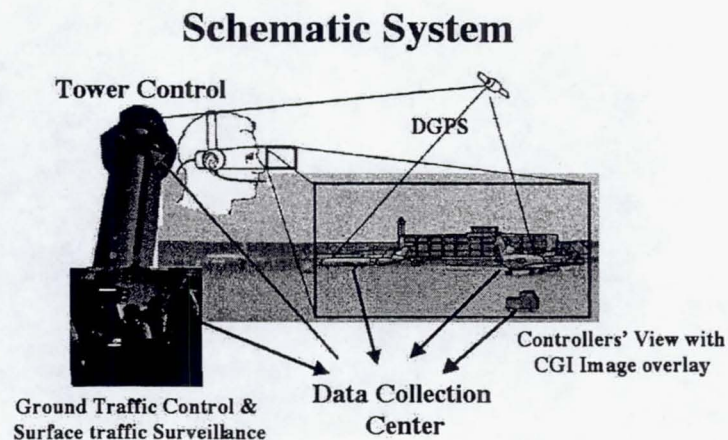 Schematic System
Tower Control
DGPS
Controllers' View with
CGI Image overlay
Data Collection
Center
Ground Traffic Control &
Surface traffic Surveillance